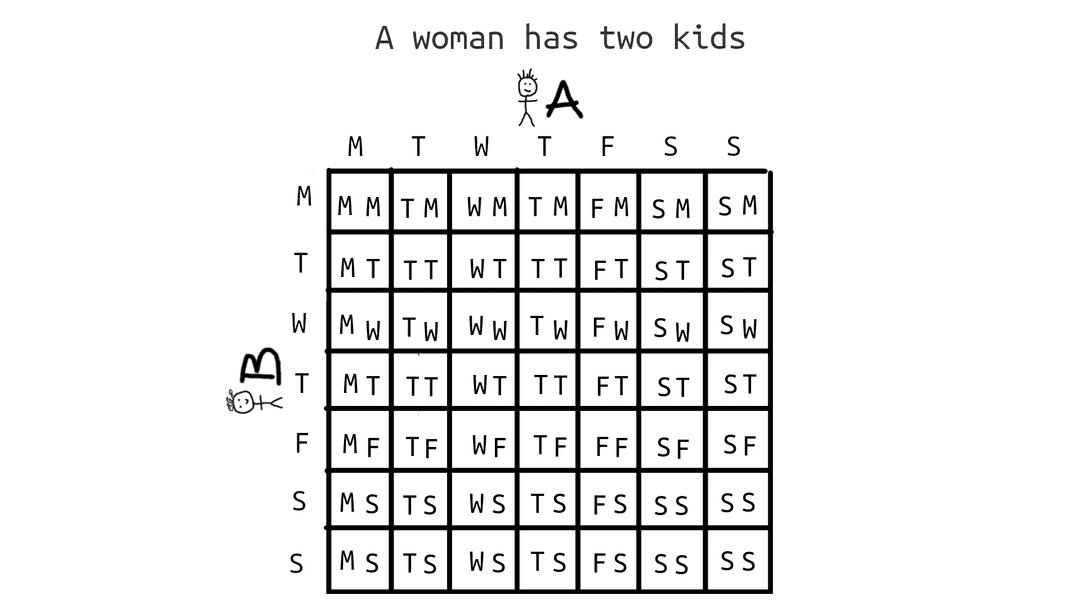 A woman has two kids
A
M T W T F S S
M M M T M W M T M F M S M S M
T M T T T W T T T F T S T S T
W M W T W W W T W F W S W S W
B
T M T T T W T T T F T S T S T
F M F T F W F T F F F S F S F
S M S T S W S T S F S S S S S
S M S T S W S T S F S S S S S